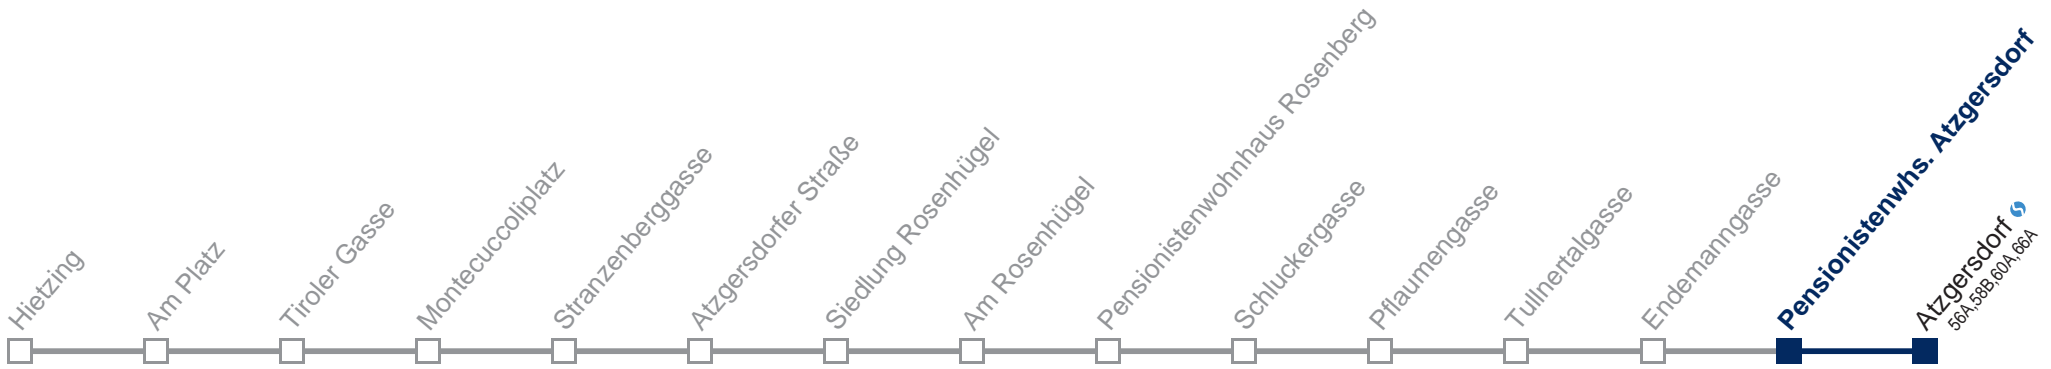 Hietzing
Am Platz
Tiroler Gasse
Montecuccoliplatz
Stranzenberggasse
Atzgersdorfer Straße
Siedlung Rosenhügel
Am Rosenhügel
Pensionistenwohnhaus Rosenberg
Schluckergasse
Pflaumengasse
Tullnertalgasse
Endemanngasse
Pensionistenwhs. Atzgersdorf
Atzgersdorf
56A,58B,60A,66A